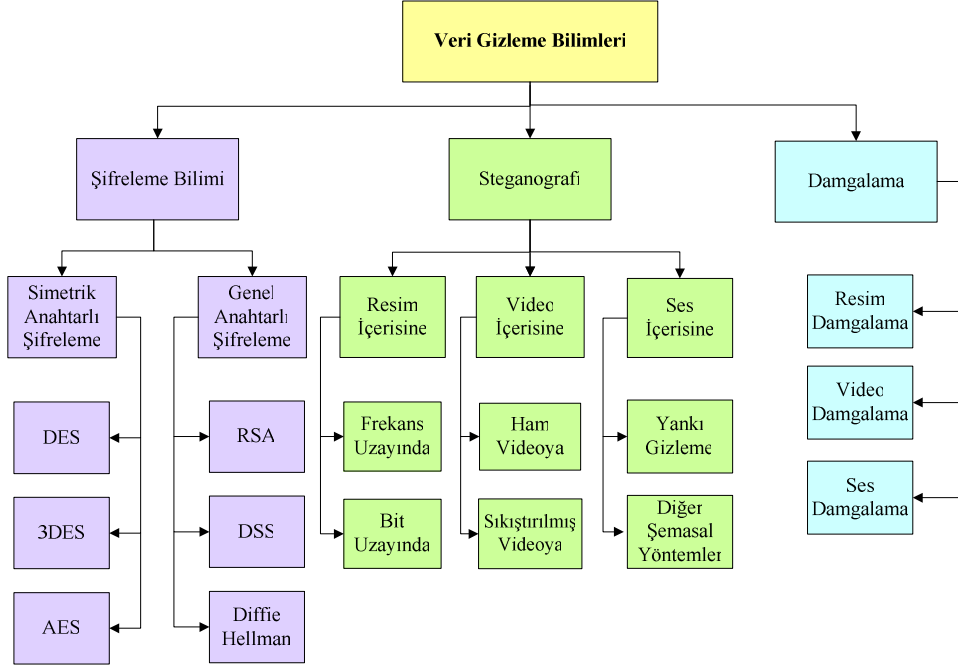 Veri Gizleme Bilimleri
Şifreleme Bilimi
Steganografi
Damgalama
Simetrik
Anahtarlı
Şifreleme
Genel
Anahtarlı
Şifreleme
Resim
İçerisine
Video
İçerisine
Ses
İçerisine
Resim
Damgalama
Video
Damgalama
Ses
Damgalama
DES
3DES
AES
RSA
DSS
Diffie
Hellman
Frekans
Uzayında
Bit
Uzayında
Ham
Videoya
Sıkıştırılmış
Videoya
Yankı
Gizleme
Diğer
Şemasal
Yöntemler